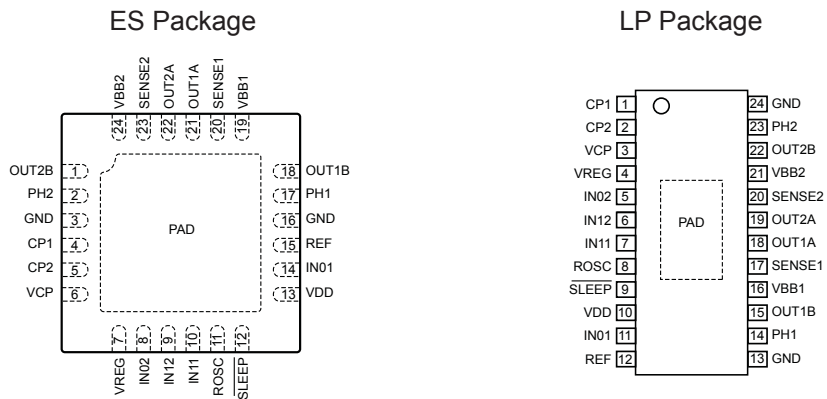 ES Package
LP Package
VBB2
SENSE2
OUT2A
OUT1A
SENSE1
VBB1
24
23
22
21
20
19
OUT2B 1
PH2 2
GND 3
CP1 4
CP2 5
VCP 6
PAD
18 OUT1B
17 PH1
16 GND
15 REF
14 IN01
13 VDD
7
8
9
10
11
12
VREG
IN02
IN12
IN11
ROSC
SLEEP
CP1 1
CP2 2
VCP 3
VREG 4
IN02 5
IN12 6
IN11 7
ROSC 8
SLEEP 9
VDD 10
IN01 11
REF 12
PAD
24 GND
23 PH2
22 OUT2B
21 VBB2
20 SENSE2
19 OUT2A
18 OUT1A
17 SENSE1
16 VBB1
15 OUT1B
14 PH1
13 GND